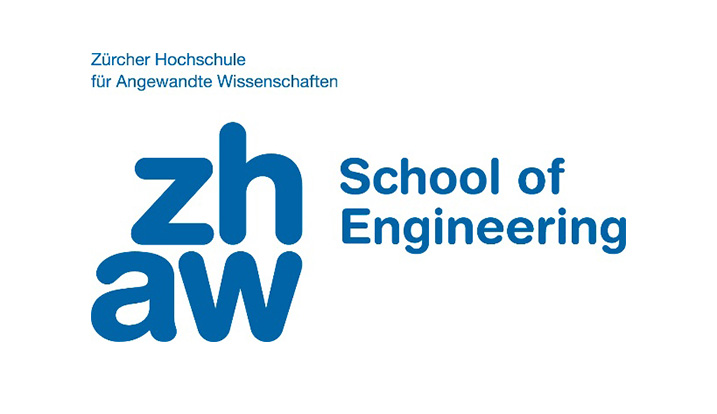 Zürcher Hochschule
für Angewandte Wissenschaften
zh
aw
School of
Engineering